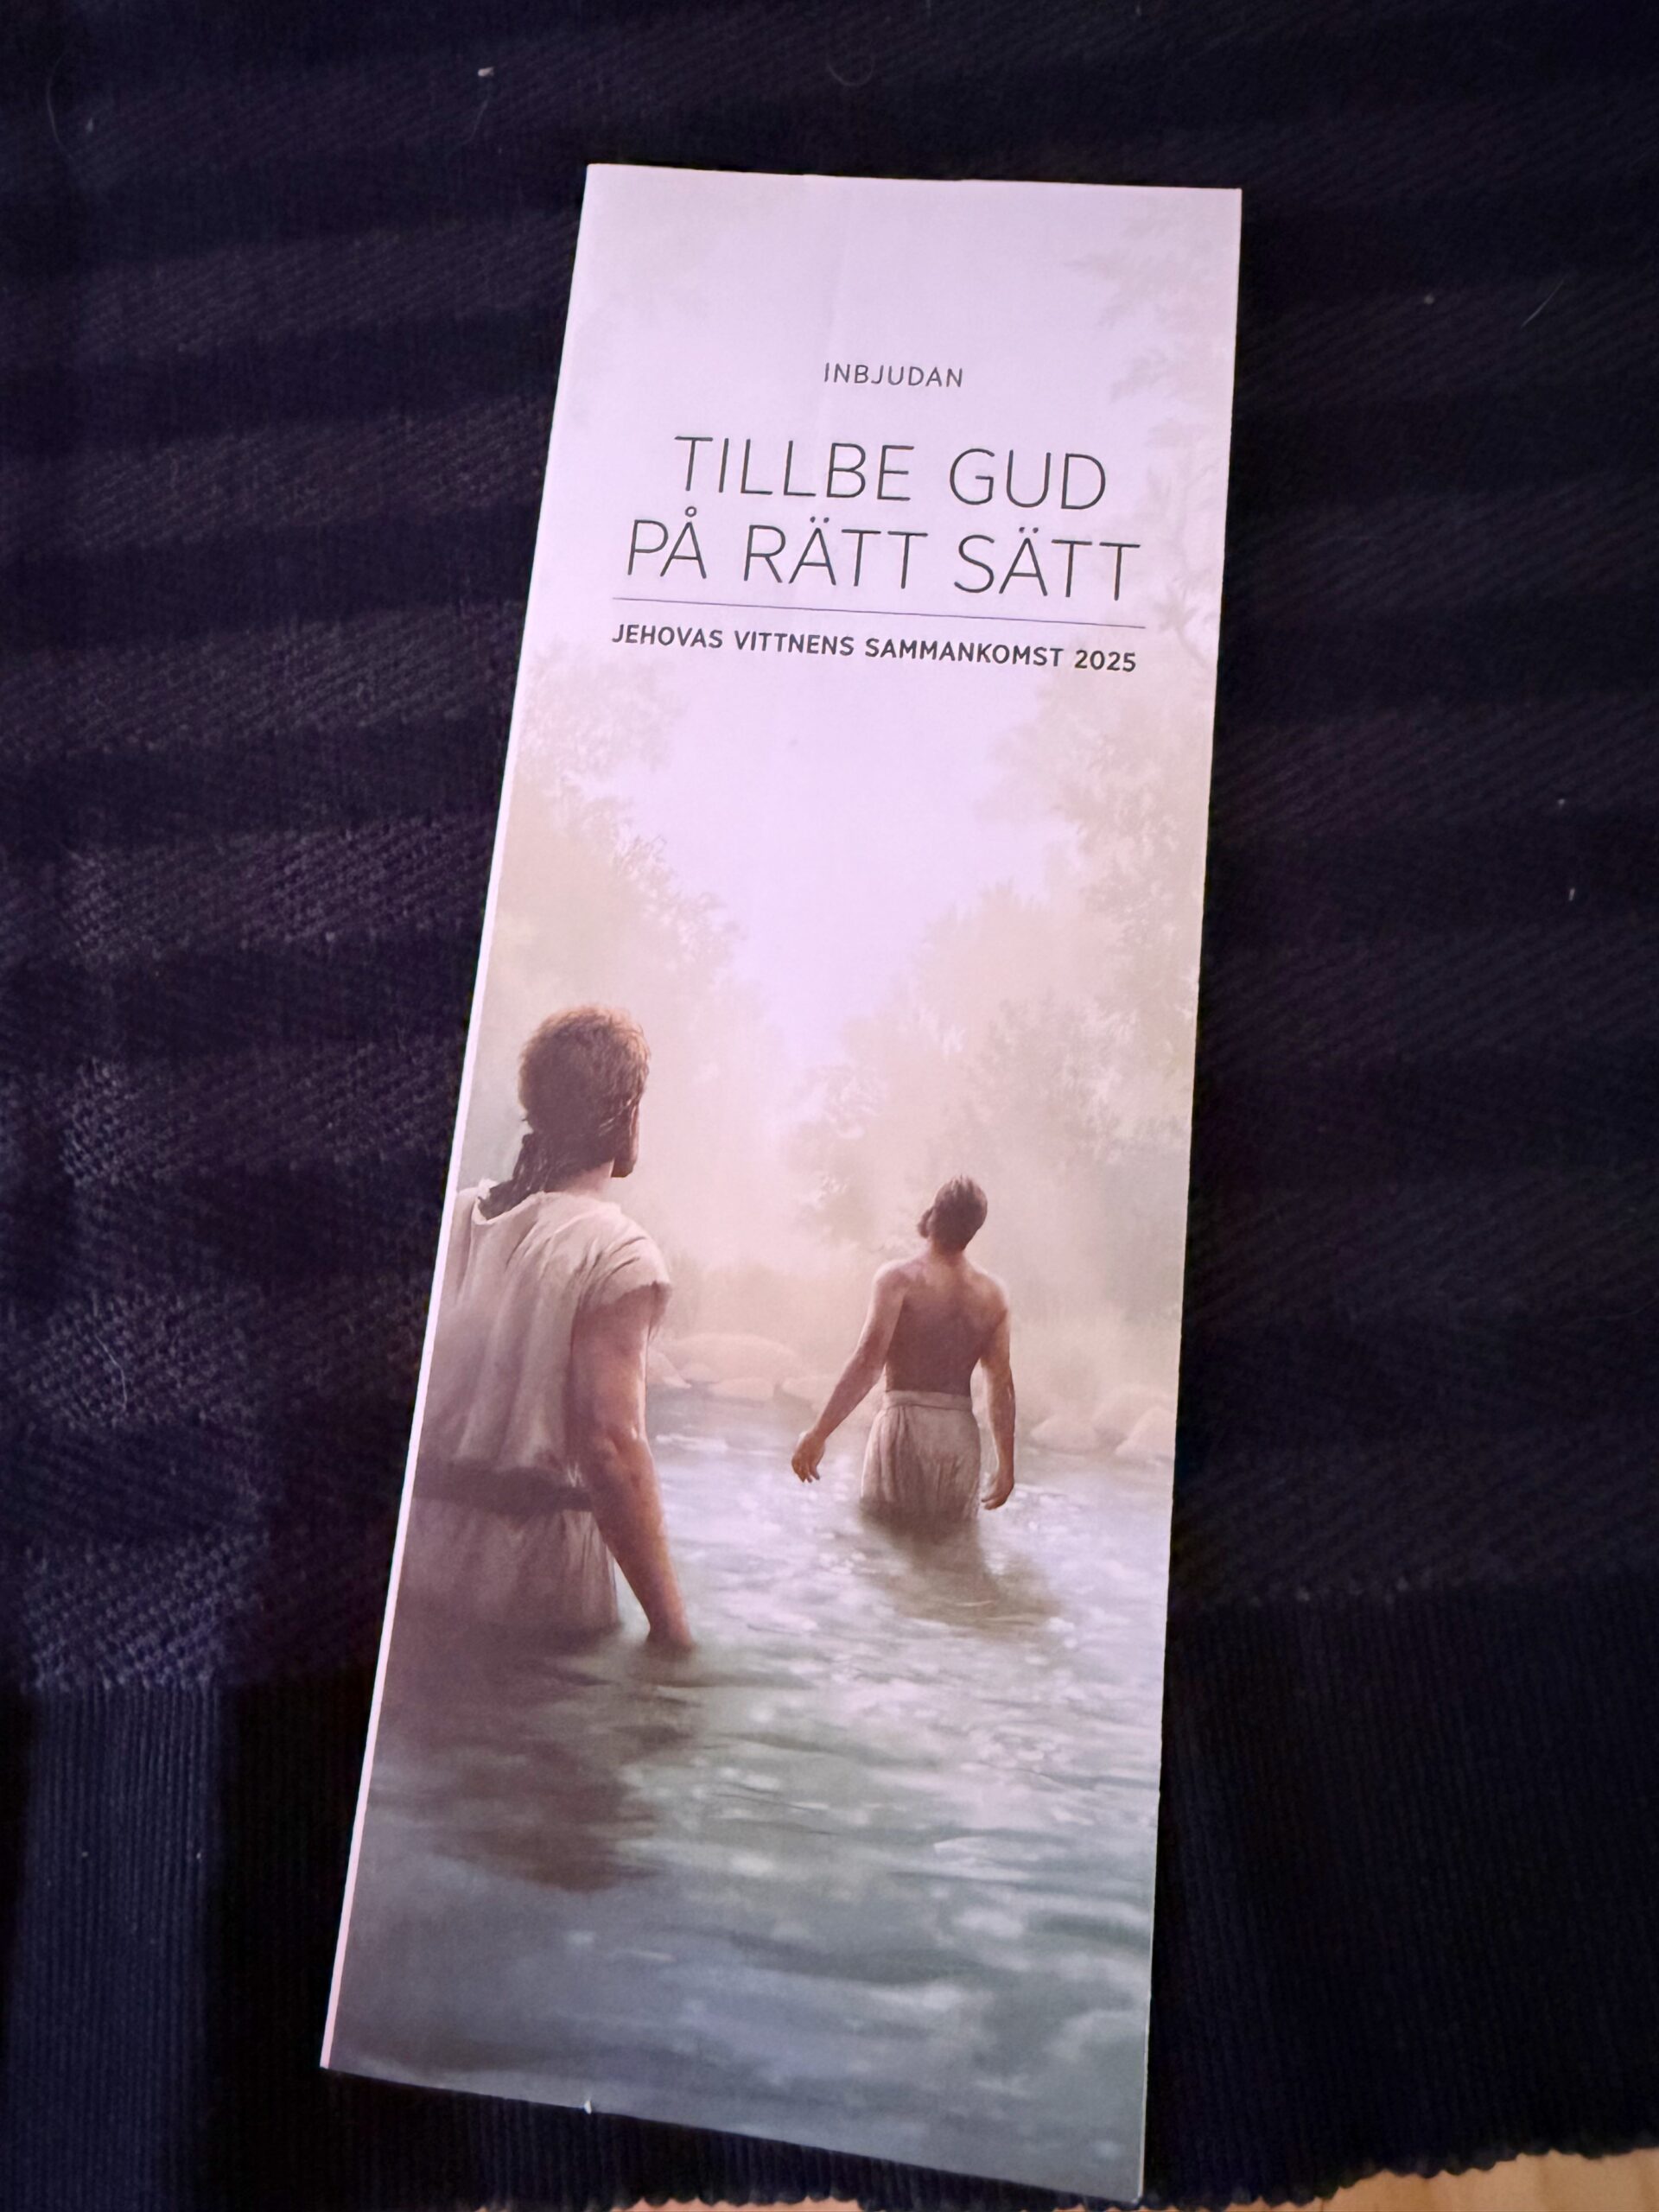 INBJUDAN
TILLBE GUD
PÅ RÄTT SÄTT
JEHOVAS VITTNENS SAMMANKOMST 2025